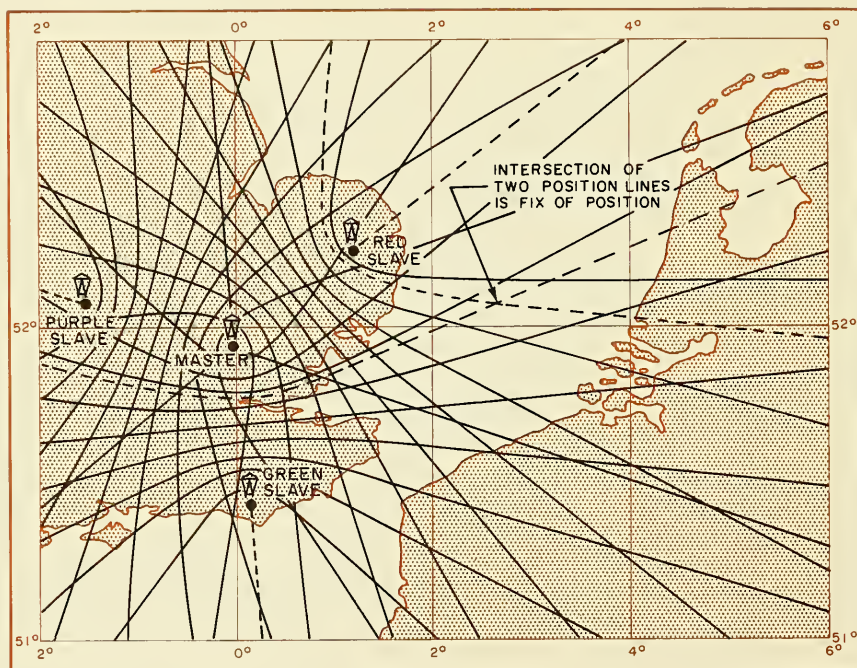 2° 0° 2° 4° 6°
INTERSECTION OF
TWO POSITION LINES
IS FIX OF POSITION
RED
SLAVE
PURPLE
SLAVE
52° 52°
MASTER
GREEN
SLAVE
51° 51°
2° 0° 2° 4° 6°